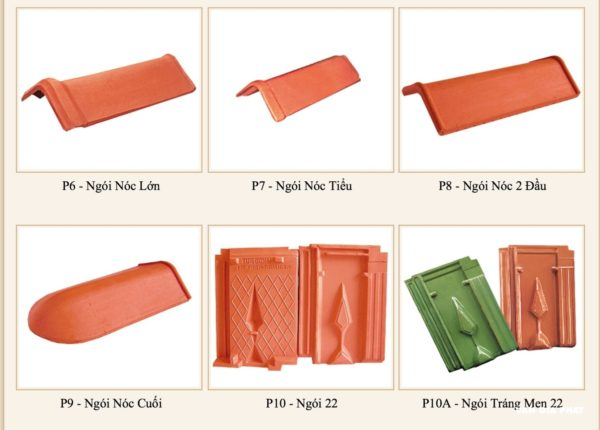 P6 - Ngói Nóc Lớn
P7 - Ngói Nóc Tiểu
P8 - Ngói Nóc 2 Đầu
P9 - Ngói Nóc Cuối
P10 - Ngói 22
P10A - Ngói Tráng Men 22